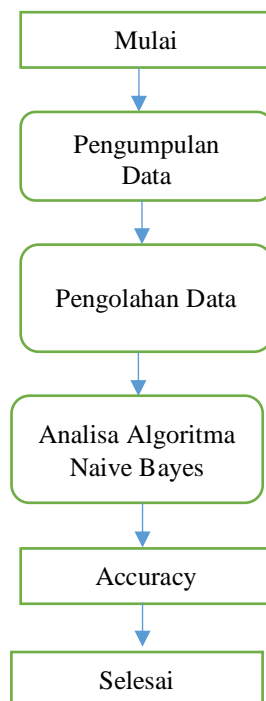 Mulai
Pengumpulan
Data
Pengolahan Data
Analisa Algoritma
Naive Bayes
Accuracy
Selesai